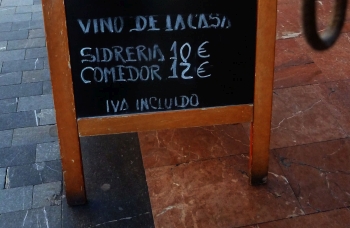 VINO DE LA CASA
SIDRERIA 10 €
COMEDOR 12 €
IVA INCLUIDO